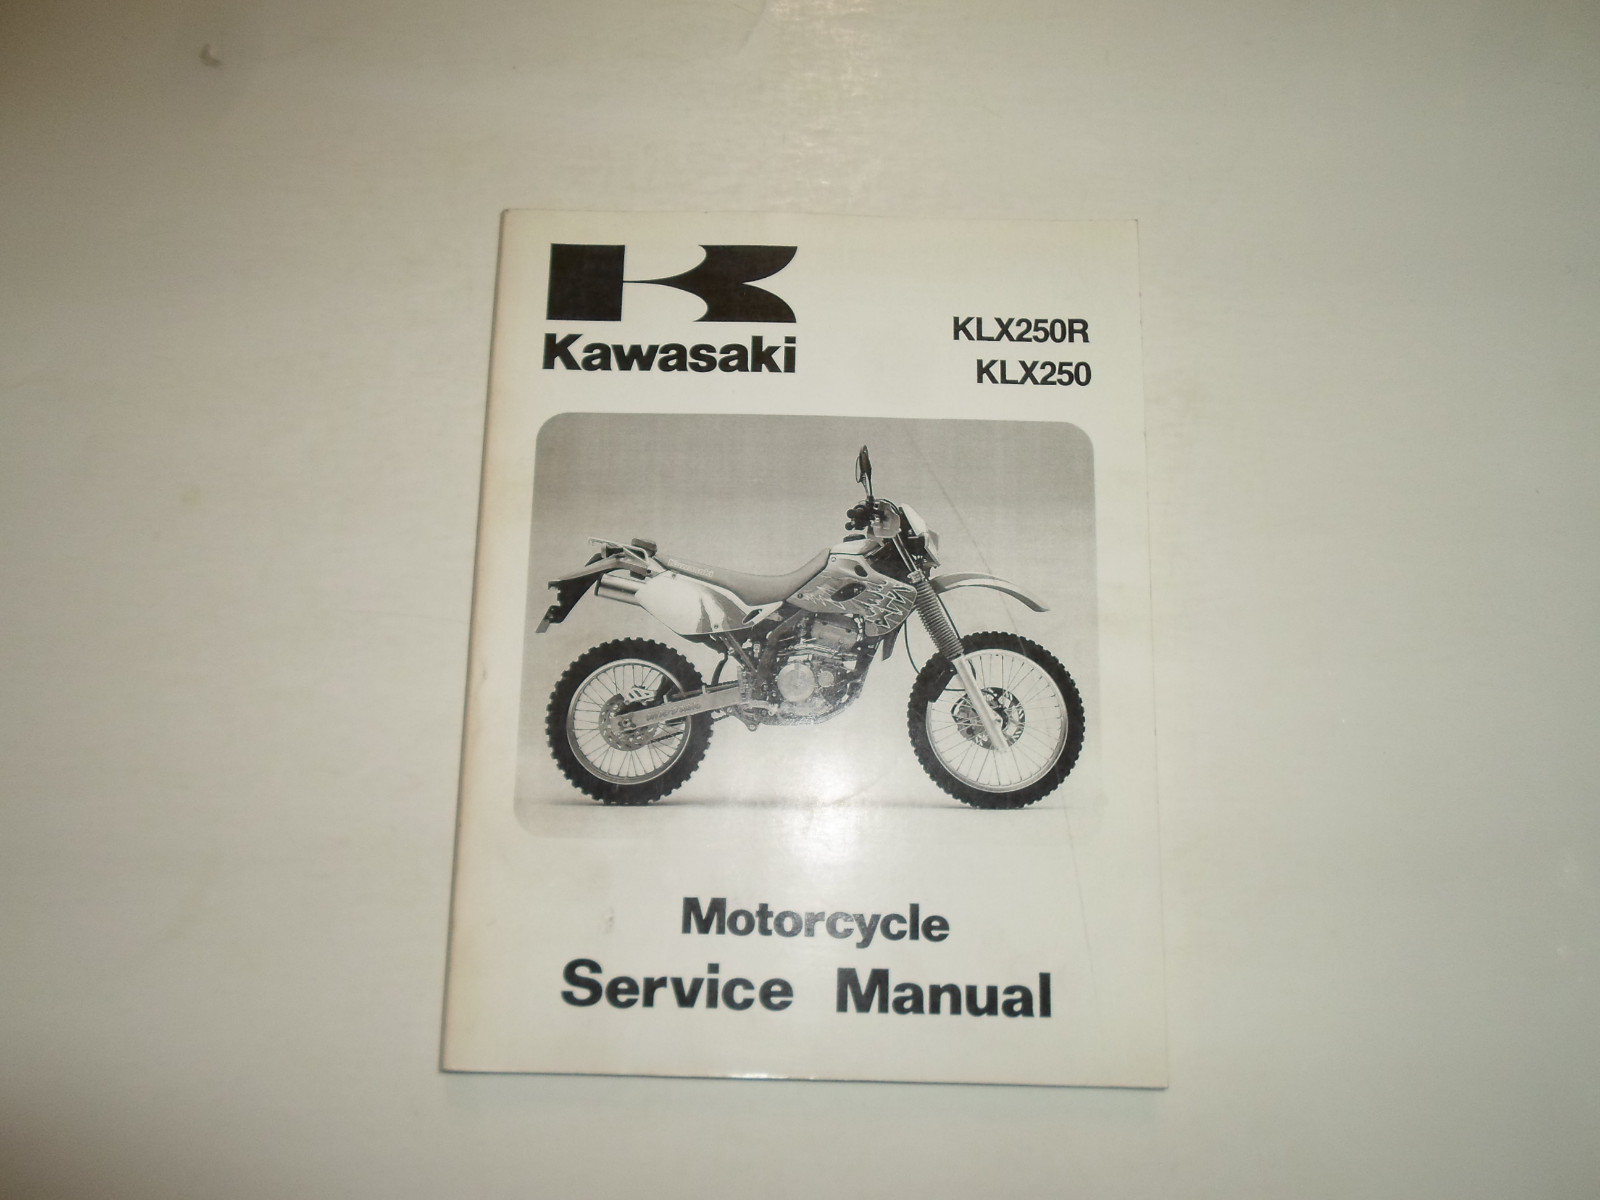 Kawasaki
KLX250R
KLX250
Motorcycle
Service Manual